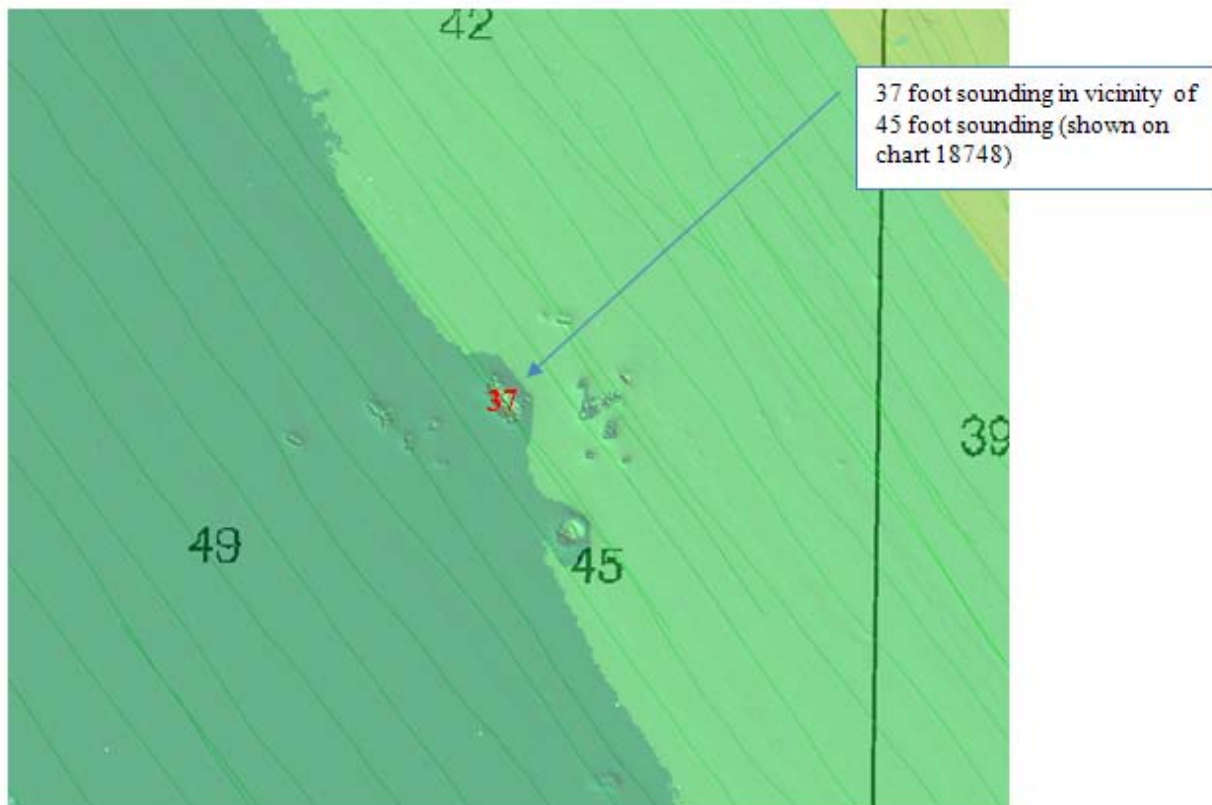 42
37 foot sounding in vicinity of
45 foot sounding (shown on
chart 18748)
37
39
49
45